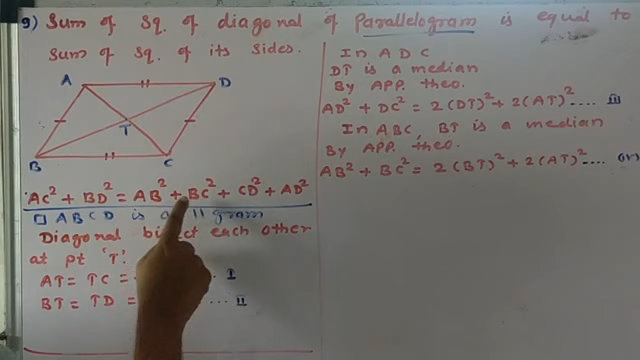 9) Sum of sq. of diagonal of parallelogram is equal to
sum of sq. of its sides.
A
D
T
B
C
AC² + BD² = AB² + BC² + CD² + AD²
□ ABCD is a ||gram
Diagonal bisect each other
at pt 'T'.
AT = TC = ... I
BT = TD = ... II
In ADC
DT is a median
By APP. theo.
AD² + DC² = 2(DT)² + 2(AT)² .... III
In ABC, BT is a median
By APP. theo.
AB² + BC² = 2(BT)² + 2(AT)² ....